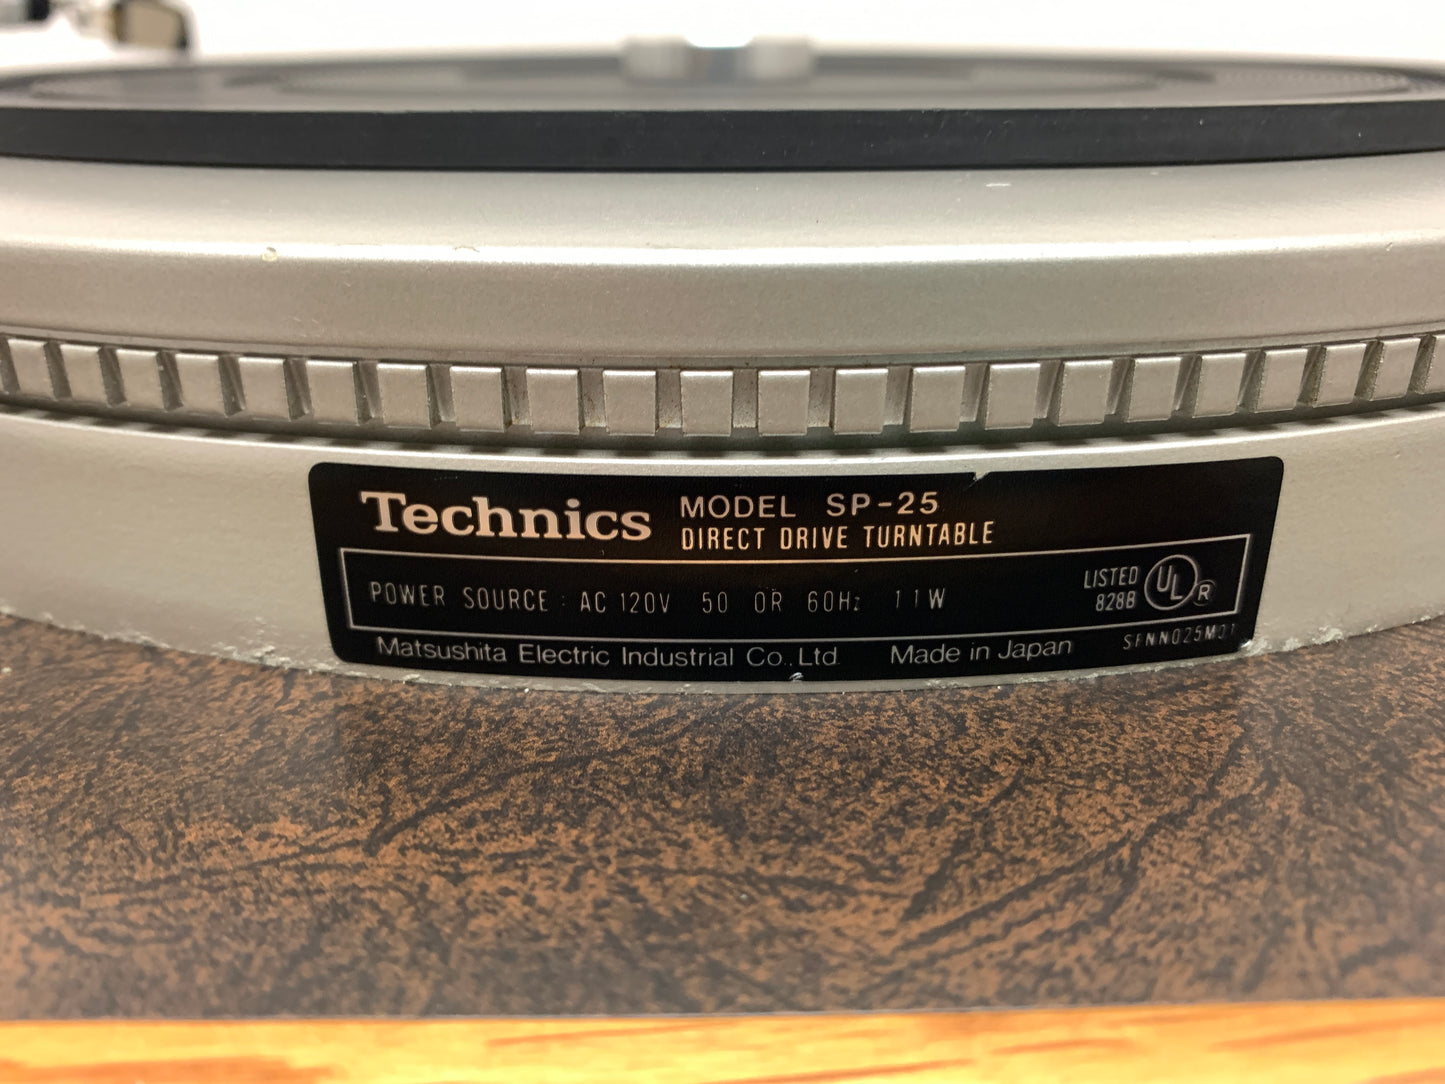 Technics MODEL SP-25
DIRECT DRIVE TURNTABLE
POWER SOURCE : AC 120V 50 OR 60Hz 11W
LISTED
828B
UL R
Matsushita Electric Industrial Co., Ltd. Made in Japan
SFNN025M01